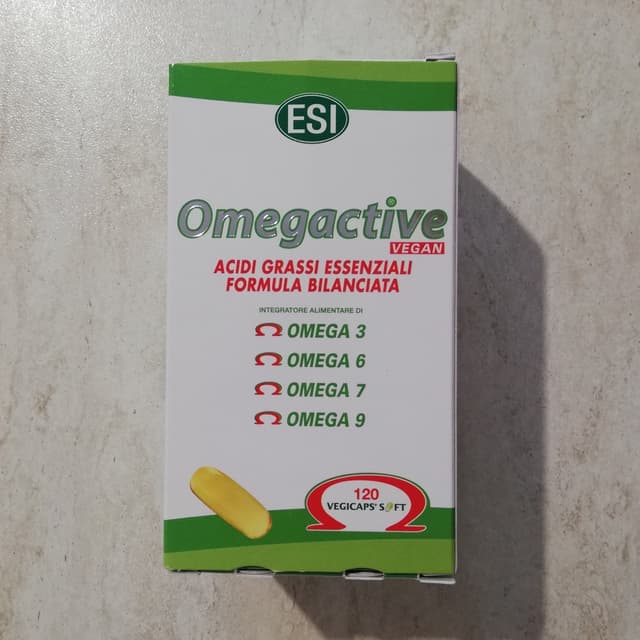 ESI
Omegactive
VEGAN
ACIDI GRASSI ESSENZIALI
FORMULA BILANCIATA
INTEGRATORE ALIMENTARE DI
Ω OMEGA 3
Ω OMEGA 6
Ω OMEGA 7
Ω OMEGA 9
120
VEGICAPS® SOFT